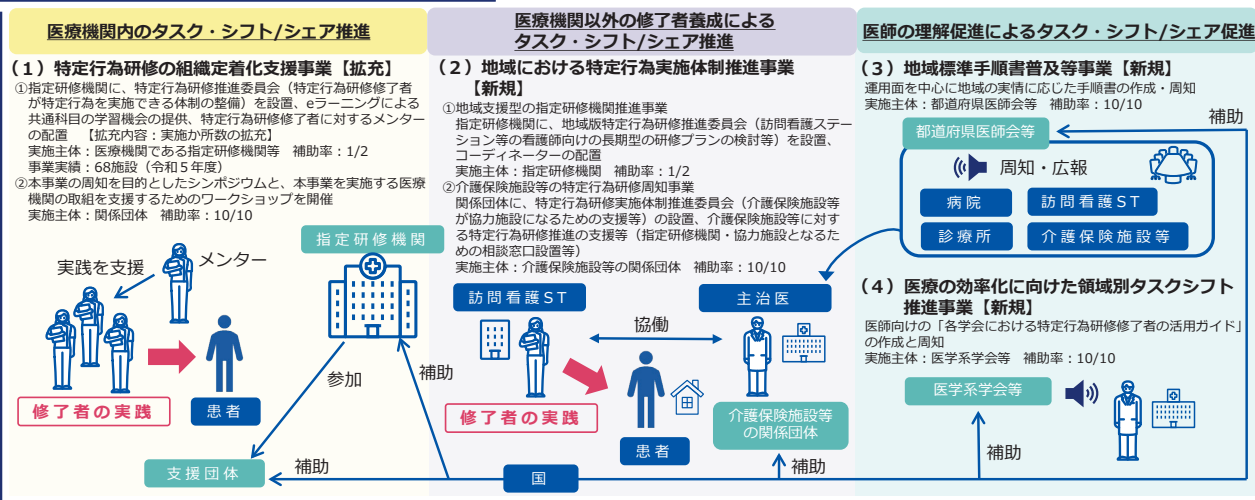 医療機関内のタスク・シフト/シェア推進
（１）特定行為研修の組織定着化支援事業【拡充】
①指定研修機関に、特定行為研修推進委員会（特定行為研修修了者
が特定行為を実施できる体制の整備）を設置、eラーニングによる
共通科目の学習機会の提供、特定行為研修修了者に対するメンター
の配置　【拡充内容：実施か所数の拡充】
実施主体：医療機関である指定研修機関等　補助率：1/2
事業実績：68施設（令和５年度）
②本事業の周知を目的としたシンポジウムと、本事業を実施する医療
機関の取組を支援するためのワークショップを開催
実施主体：関係団体　補助率：10/10
指定研修機関
実践を支援
メンター
修了者の実践
患者
参加
補助
支援団体
補助
医療機関以外の修了者養成による
タスク・シフト/シェア推進
（２）地域における特定行為実施体制推進事業
【新規】
①地域支援型の指定研修機関推進事業
指定研修機関に、地域版特定行為研修推進委員会（訪問看護ステー
ション等の看護師向けの長期型の研修プランの検討等）を設置、
コーディネーターの配置
実施主体：指定研修機関　補助率：1/2
②介護保険施設等の特定行為研修周知事業
関係団体に、特定行為研修実施体制推進委員会（介護保険施設等
が協力施設になるための支援等）の設置、介護保険施設等に対す
る特定行為研修推進の支援等（指定研修機関・協力施設となるた
めの相談窓口設置等）
実施主体：介護保険施設等の関係団体　補助率：10/10
訪問看護ST
主治医
協働
修了者の実践
患者
介護保険施設等
の関係団体
補助
国
医師の理解促進によるタスク・シフト/シェア促進
（３）地域標準手順書普及等事業【新規】
運用面を中心に地域の実情に応じた手順書の作成・周知
実施主体：都道府県医師会等　補助率：10/10
補助
都道府県医師会等
周知・広報
病院
訪問看護ST
診療所
介護保険施設等
（４）医療の効率化に向けた領域別タスクシフト
推進事業【新規】
医師向けの「各学会における特定行為研修修了者の活用ガイド」
の作成と周知
実施主体：医学系学会等　補助率：10/10
医学系学会等
補助